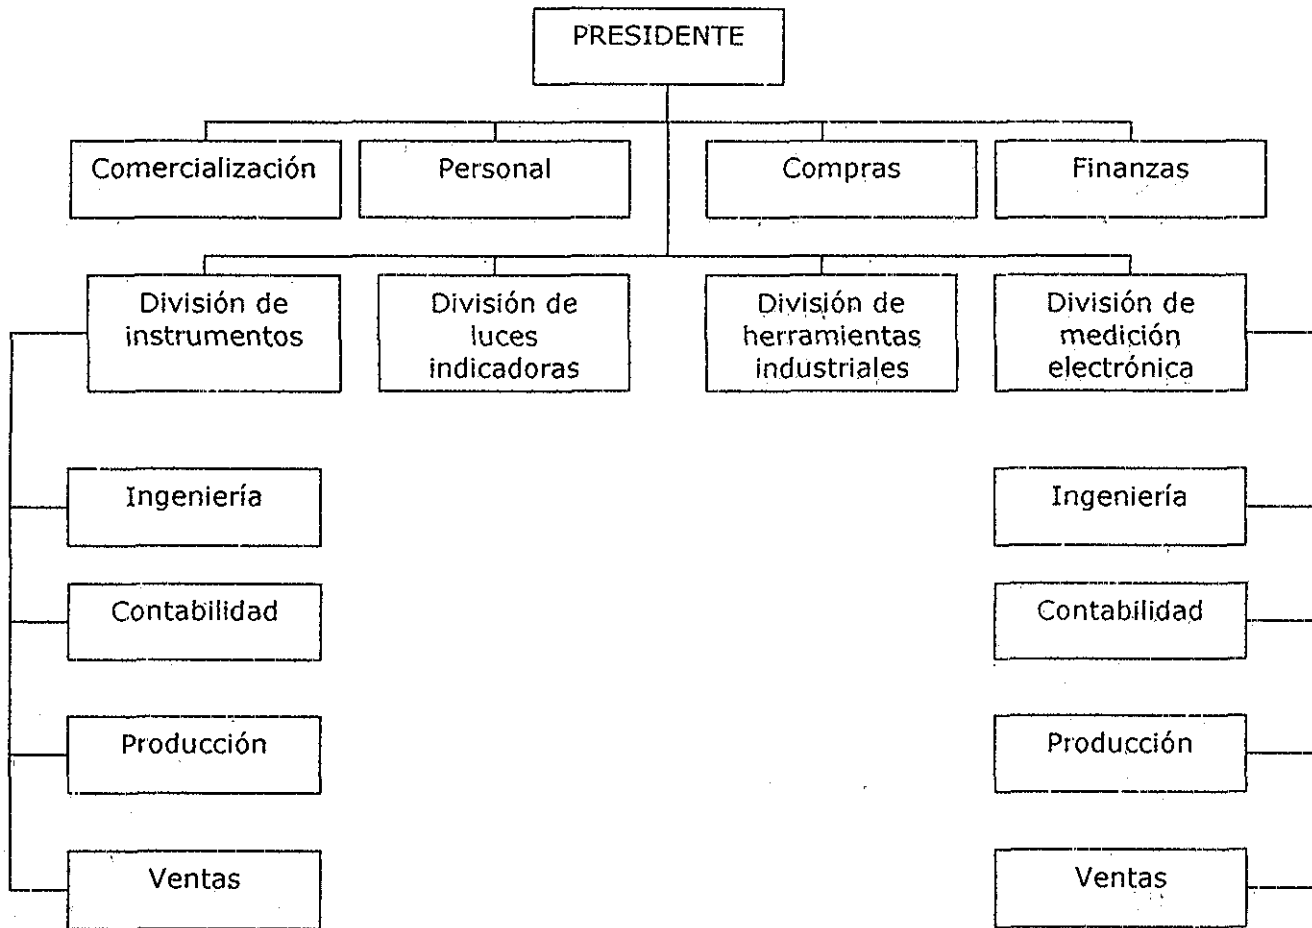 PRESIDENTE
Comercialización
Personal
Compras
Finanzas
División de
instrumentos
División de
luces
indicadoras
División de
herramientas
industriales
División de
medición
electrónica
Ingeniería
Ingeniería
Contabilidad
Contabilidad
Producción
Producción
Ventas
Ventas